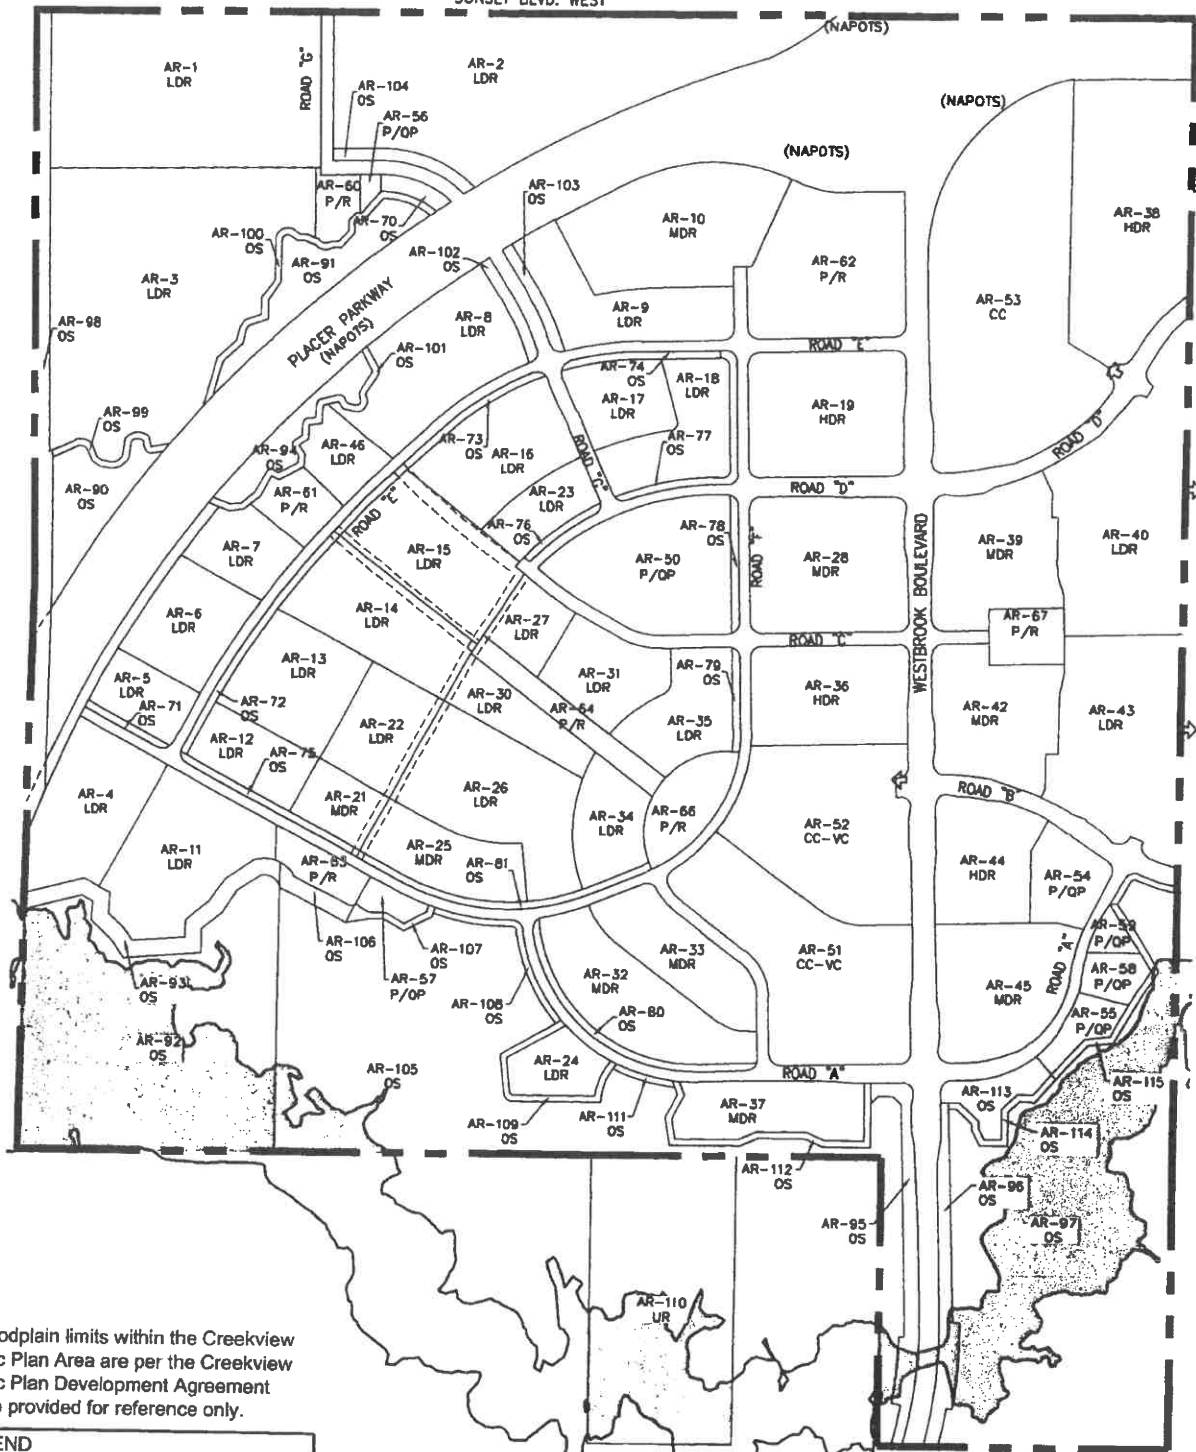 SUNSET BLVD. WEST
(NAPOTS)
AR-1
LDR
ROAD "G"
AR-2
LDR
AR-104
OS
AR-56
P/QP
(NAPOTS)
(NAPOTS)
AR-60
P/R
AR-70
OS
AR-103
OS
AR-10
MDR
AR-38
HDR
AR-100
OS
AR-91
OS
AR-102
OS
AR-62
P/R
AR-3
LDR
AR-53
CC
AR-98
OS
PLACER PARKWAY
(NAPOTS)
AR-8
LDR
AR-9
LDR
AR-101
OS
ROAD "E"
AR-74
OS
AR-18
LDR
AR-17
LDR
AR-19
HDR
AR-99
OS
AR-94
OS
AR-46
LDR
AR-73
OS
AR-16
LDR
ROAD "C"
AR-77
OS
ROAD "D"
AR-90
OS
AR-61
P/R
ROAD "E"
AR-23
LDR
ROAD "D"
AR-76
OS
AR-78
OS
AR-7
LDR
AR-15
LDR
AR-50
P/QP
ROAD "F"
AR-28
MDR
WESTBROOK BOULEVARD
AR-39
MDR
AR-40
LDR
AR-6
LDR
AR-14
LDR
AR-27
LDR
ROAD "C"
AR-67
P/R
AR-13
LDR
AR-5
LDR
AR-71
OS
AR-72
OS
AR-31
LDR
AR-79
OS
AR-36
HDR
AR-30
LDR
AR-64
P/R
AR-35
LDR
AR-42
MDR
AR-43
LDR
AR-22
LDR
AR-12
LDR
AR-75
OS
AR-4
LDR
AR-21
MDR
AR-26
LDR
AR-34
LDR
AR-66
P/R
AR-52
CC-VC
ROAD "B"
AR-11
LDR
AR-63
P/R
AR-25
MDR
AR-81
OS
AR-44
HDR
AR-54
P/QP
AR-106
OS
AR-107
OS
AR-57
P/QP
AR-33
MDR
AR-51
CC-VC
AR-59
P/QP
ROAD "A"
AR-58
P/QP
AR-93
OS
AR-32
MDR
AR-45
MDR
AR-108
OS
AR-80
OS
AR-55
P/QP
AR-92
OS
AR-105
OS
AR-24
LDR
ROAD "A"
AR-113
OS
AR-115
OS
AR-109
OS
AR-111
OS
AR-37
MDR
AR-114
OS
AR-112
OS
AR-96
OS
AR-95
OS
AR-97
OS
AR-110
UR
odplain limits within the Creekview
c Plan Area are per the Creekview
c Plan Development Agreement
provided for reference only.
END